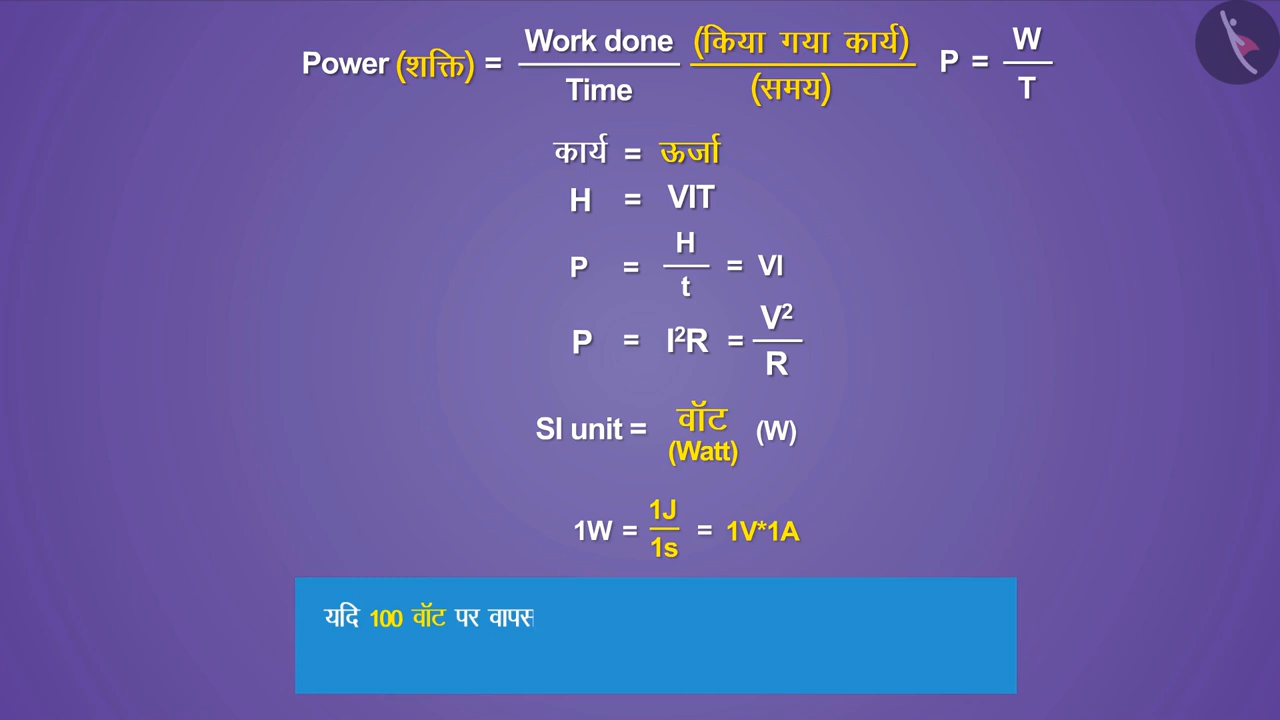 Power (शक्ति) = Work done / Time (किया गया कार्य) / (समय) P = W / T
कार्य = ऊर्जा
H = VIT
P = H / t = VI
P = I²R = V² / R
SI unit = वॉट (Watt) (W)
1W = 1J / 1s = 1V*1A
यदि 100 वॉट पर वापस